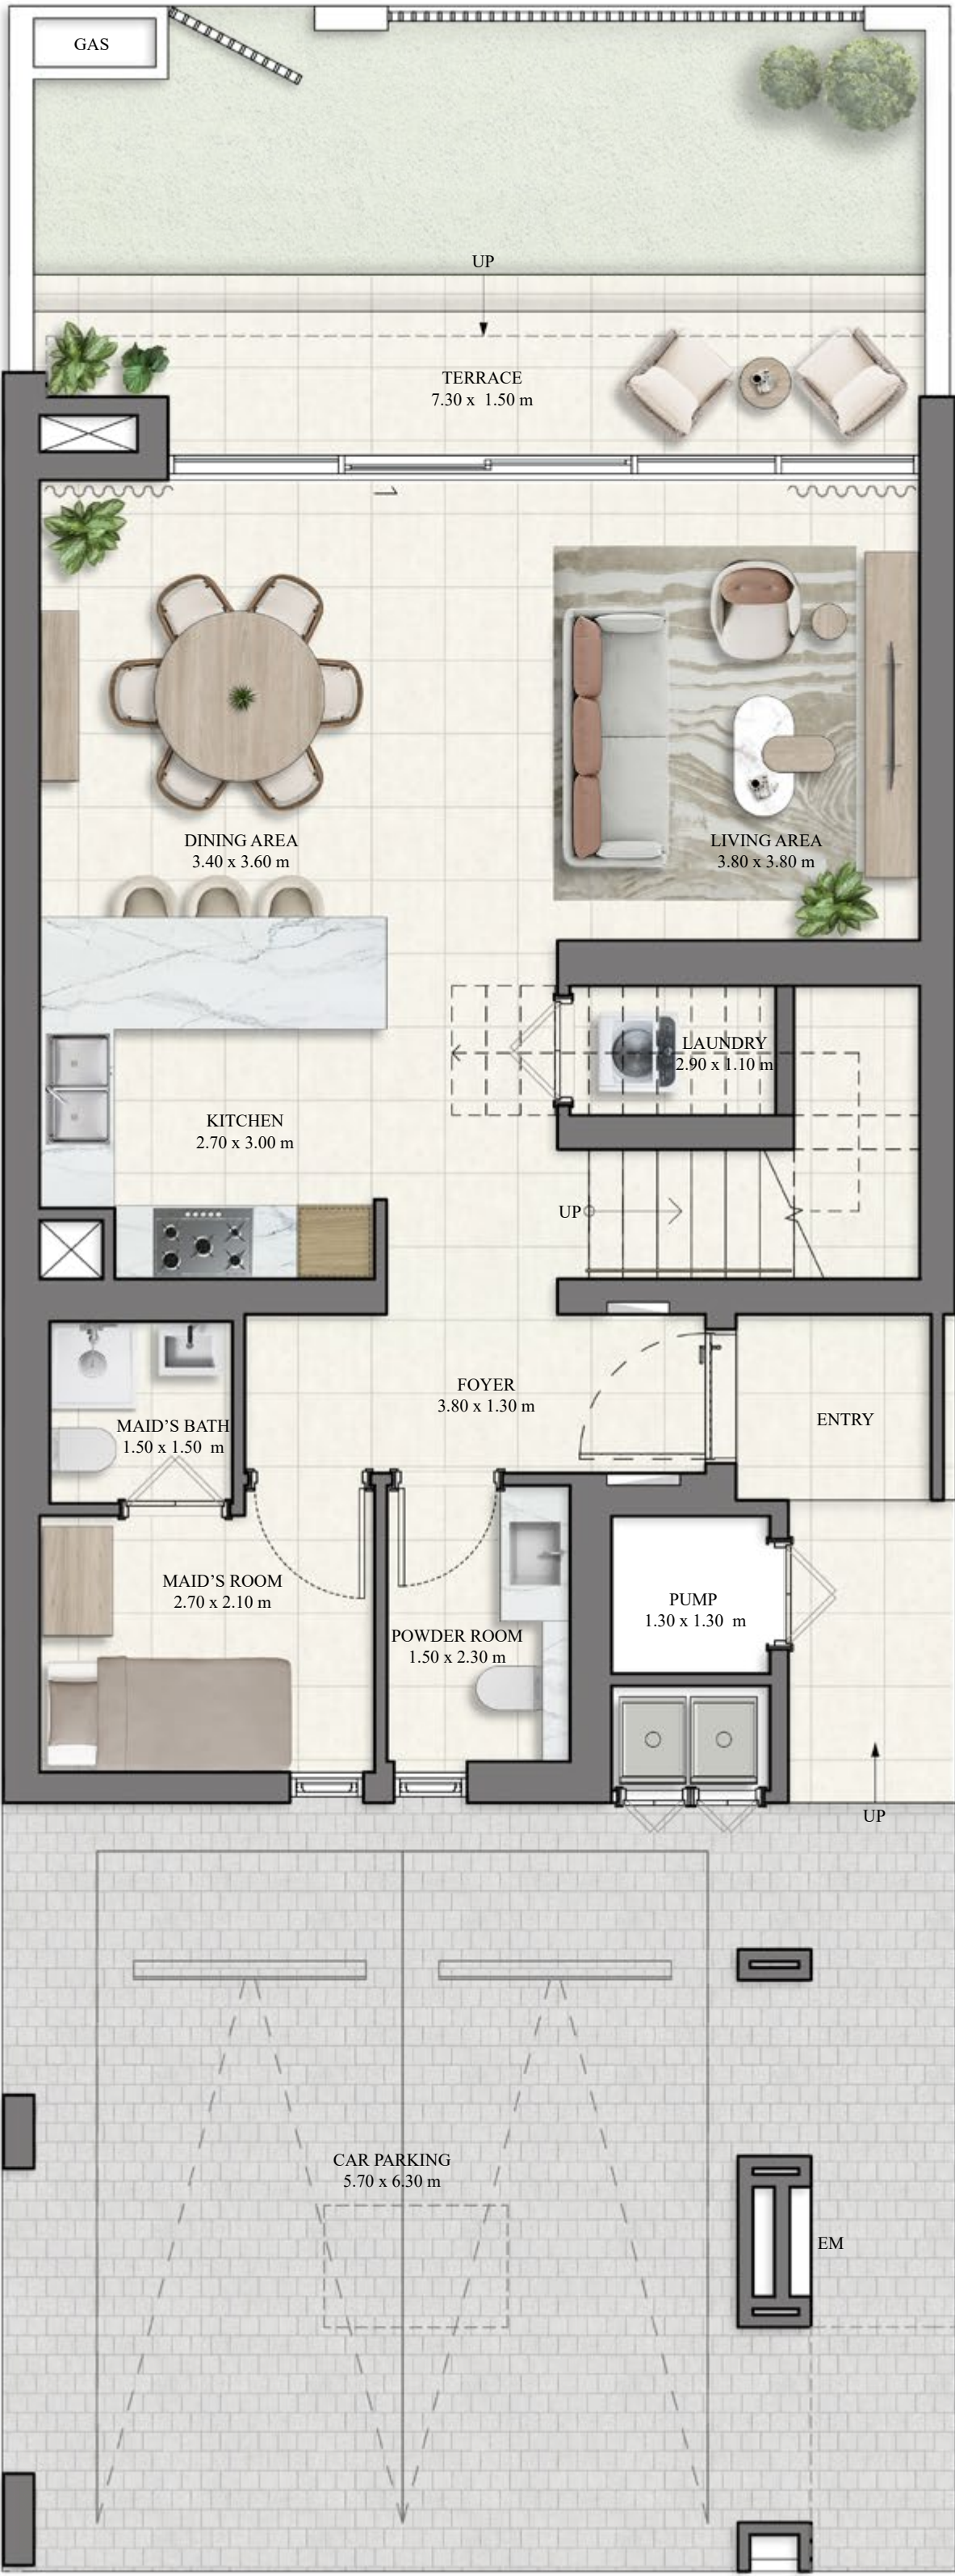 GAS
UP
TERRACE
7.30 x 1.50 m
DINING AREA
3.40 x 3.60 m
LIVING AREA
3.80 x 3.80 m
LAUNDRY
2.90 x 1.10 m
KITCHEN
2.70 x 3.00 m
UP
FOYER
3.80 x 1.30 m
ENTRY
MAID’S BATH
1.50 x 1.50 m
MAID’S ROOM
2.70 x 2.10 m
PUMP
1.30 x 1.30 m
POWDER ROOM
1.50 x 2.30 m
UP
CAR PARKING
5.70 x 6.30 m
EM